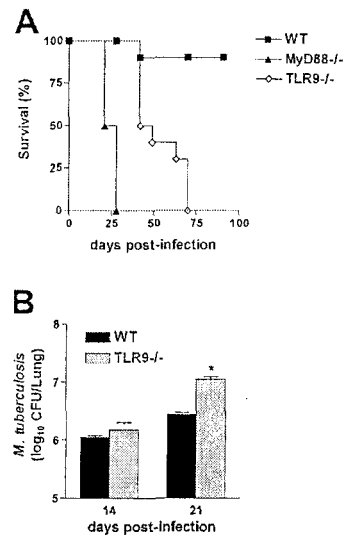 A
WT
MyD88-/-
TLR9-/-
Survival (%)
100
75
50
25
0
0 25 50 75 100
days post-infection
B
WT
TLR9-/-
M. tuberculosis
(log10 CFU/Lung)
8
7
6
5
*
14 21
days post-Infection